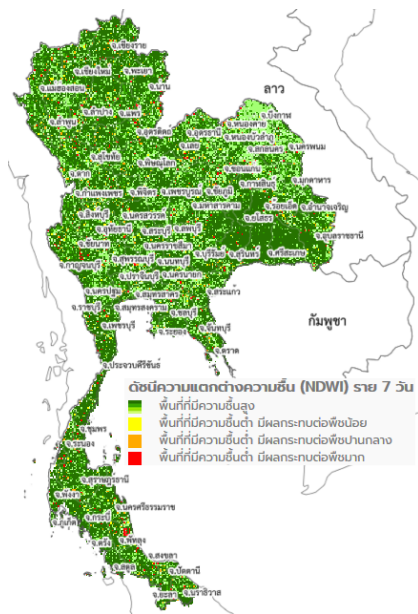 จ.เชียงราย
จ.เชียงใหม่
จ.พะเยา
จ.แม่ฮ่องสอน
จ.น่าน
ลาว
จ.ลำปาง
จ.แพร่
จ.ลำพูน
จ.อุตรดิตถ์
จ.อุดรธานี
จ.หนองคาย
จ.บึงกาฬ
จ.เลย
จ.หนองบัวลำภู
จ.สกลนคร
จ.นครพนม
จ.สุโขทัย
จ.พิษณุโลก
จ.ขอนแก่น
จ.ตาก
จ.กำแพงเพชร
จ.พิจิตร
จ.เพชรบูรณ์
จ.ชัยภูมิ
จ.กาฬสินธุ์
จ.มุกดาหาร
จ.มหาสารคาม
จ.ร้อยเอ็ด
จ.อำนาจเจริญ
จ.ยโสธร
จ.สิงห์บุรี
จ.นครสวรรค์
จ.อุทัยธานี
จ.สระบุรี
จ.ลพบุรี
จ.อุบลราชธานี
จ.ชัยนาท
จ.นครราชสีมา
จ.บุรีรัมย์
จ.สุรินทร์
จ.ศรีสะเกษ
จ.กาญจนบุรี
จ.สุพรรณบุรี
จ.นนทบุรี
จ.ปราจีนบุรี
จ.นครนายก
จ.นครปฐม
จ.สมุทรสาคร
จ.สระแก้ว
จ.ราชบุรี
จ.สมุทรสงคราม
จ.ชลบุรี
กัมพูชา
จ.เพชรบุรี
จ.ระยอง
จ.จันทบุรี
จ.ตราด
จ.ประจวบคีรีขันธ์
ดัชนีความแตกต่างความชื้น (NDWI) ราย 7 วัน
พื้นที่ที่มีความชื้นสูง
พื้นที่ที่มีความชื้นต่ำ มีผลกระทบต่อพืชน้อย
พื้นที่ที่มีความชื้นต่ำ มีผลกระทบต่อพืชปานกลาง
พื้นที่ที่มีความชื้นต่ำ มีผลกระทบต่อพืชมาก
จ.ชุมพร
จ.ระนอง
จ.สุราษฎร์ธานี
จ.พังงา
จ.นครศรีธรรมราช
จ.ภูเก็ต
จ.กระบี่
จ.ตรัง
จ.พัทลุง
จ.สงขลา
จ.สตูล
จ.ปัตตานี
จ.ยะลา
จ.นราธิวาส